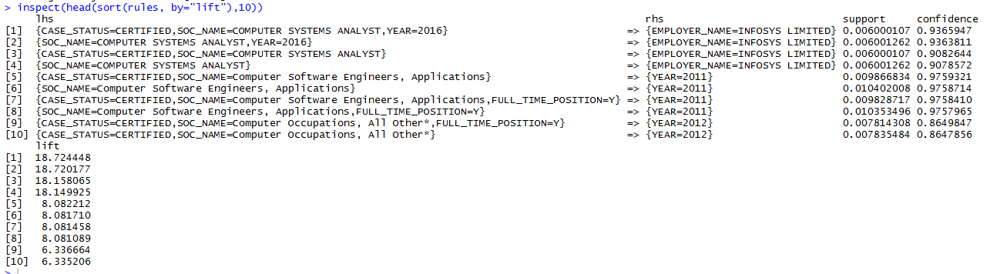 > inspect(head(sort(rules, by="lift"),10))
lhs rhs support confidence
[1] {CASE_STATUS=CERTIFIED,SOC_NAME=COMPUTER SYSTEMS ANALYST,YEAR=2016} => {EMPLOYER_NAME=INFOSYS LIMITED} 0.006000107 0.9365947
[2] {SOC_NAME=COMPUTER SYSTEMS ANALYST,YEAR=2016} => {EMPLOYER_NAME=INFOSYS LIMITED} 0.006001262 0.9363811
[3] {CASE_STATUS=CERTIFIED,SOC_NAME=COMPUTER SYSTEMS ANALYST} => {EMPLOYER_NAME=INFOSYS LIMITED} 0.006000107 0.9082644
[4] {SOC_NAME=COMPUTER SYSTEMS ANALYST} => {EMPLOYER_NAME=INFOSYS LIMITED} 0.006001262 0.9078572
[5] {CASE_STATUS=CERTIFIED,SOC_NAME=Computer Software Engineers, Applications} => {YEAR=2011} 0.009866834 0.9759321
[6] {SOC_NAME=Computer Software Engineers, Applications} => {YEAR=2011} 0.010402008 0.9758714
[7] {CASE_STATUS=CERTIFIED,SOC_NAME=Computer Software Engineers, Applications,FULL_TIME_POSITION=Y} => {YEAR=2011} 0.009828717 0.9758410
[8] {SOC_NAME=Computer Software Engineers, Applications,FULL_TIME_POSITION=Y} => {YEAR=2011} 0.010353496 0.9757965
[9] {CASE_STATUS=CERTIFIED,SOC_NAME=Computer Occupations, All Other*,FULL_TIME_POSITION=Y} => {YEAR=2012} 0.007814308 0.8649847
[10] {CASE_STATUS=CERTIFIED,SOC_NAME=Computer Occupations, All Other*} => {YEAR=2012} 0.007835484 0.8647856
lift
[1] 18.724448
[2] 18.720177
[3] 18.158065
[4] 18.149925
[5] 8.082212
[6] 8.081710
[7] 8.081458
[8] 8.081089
[9] 6.336664
[10] 6.335206
>